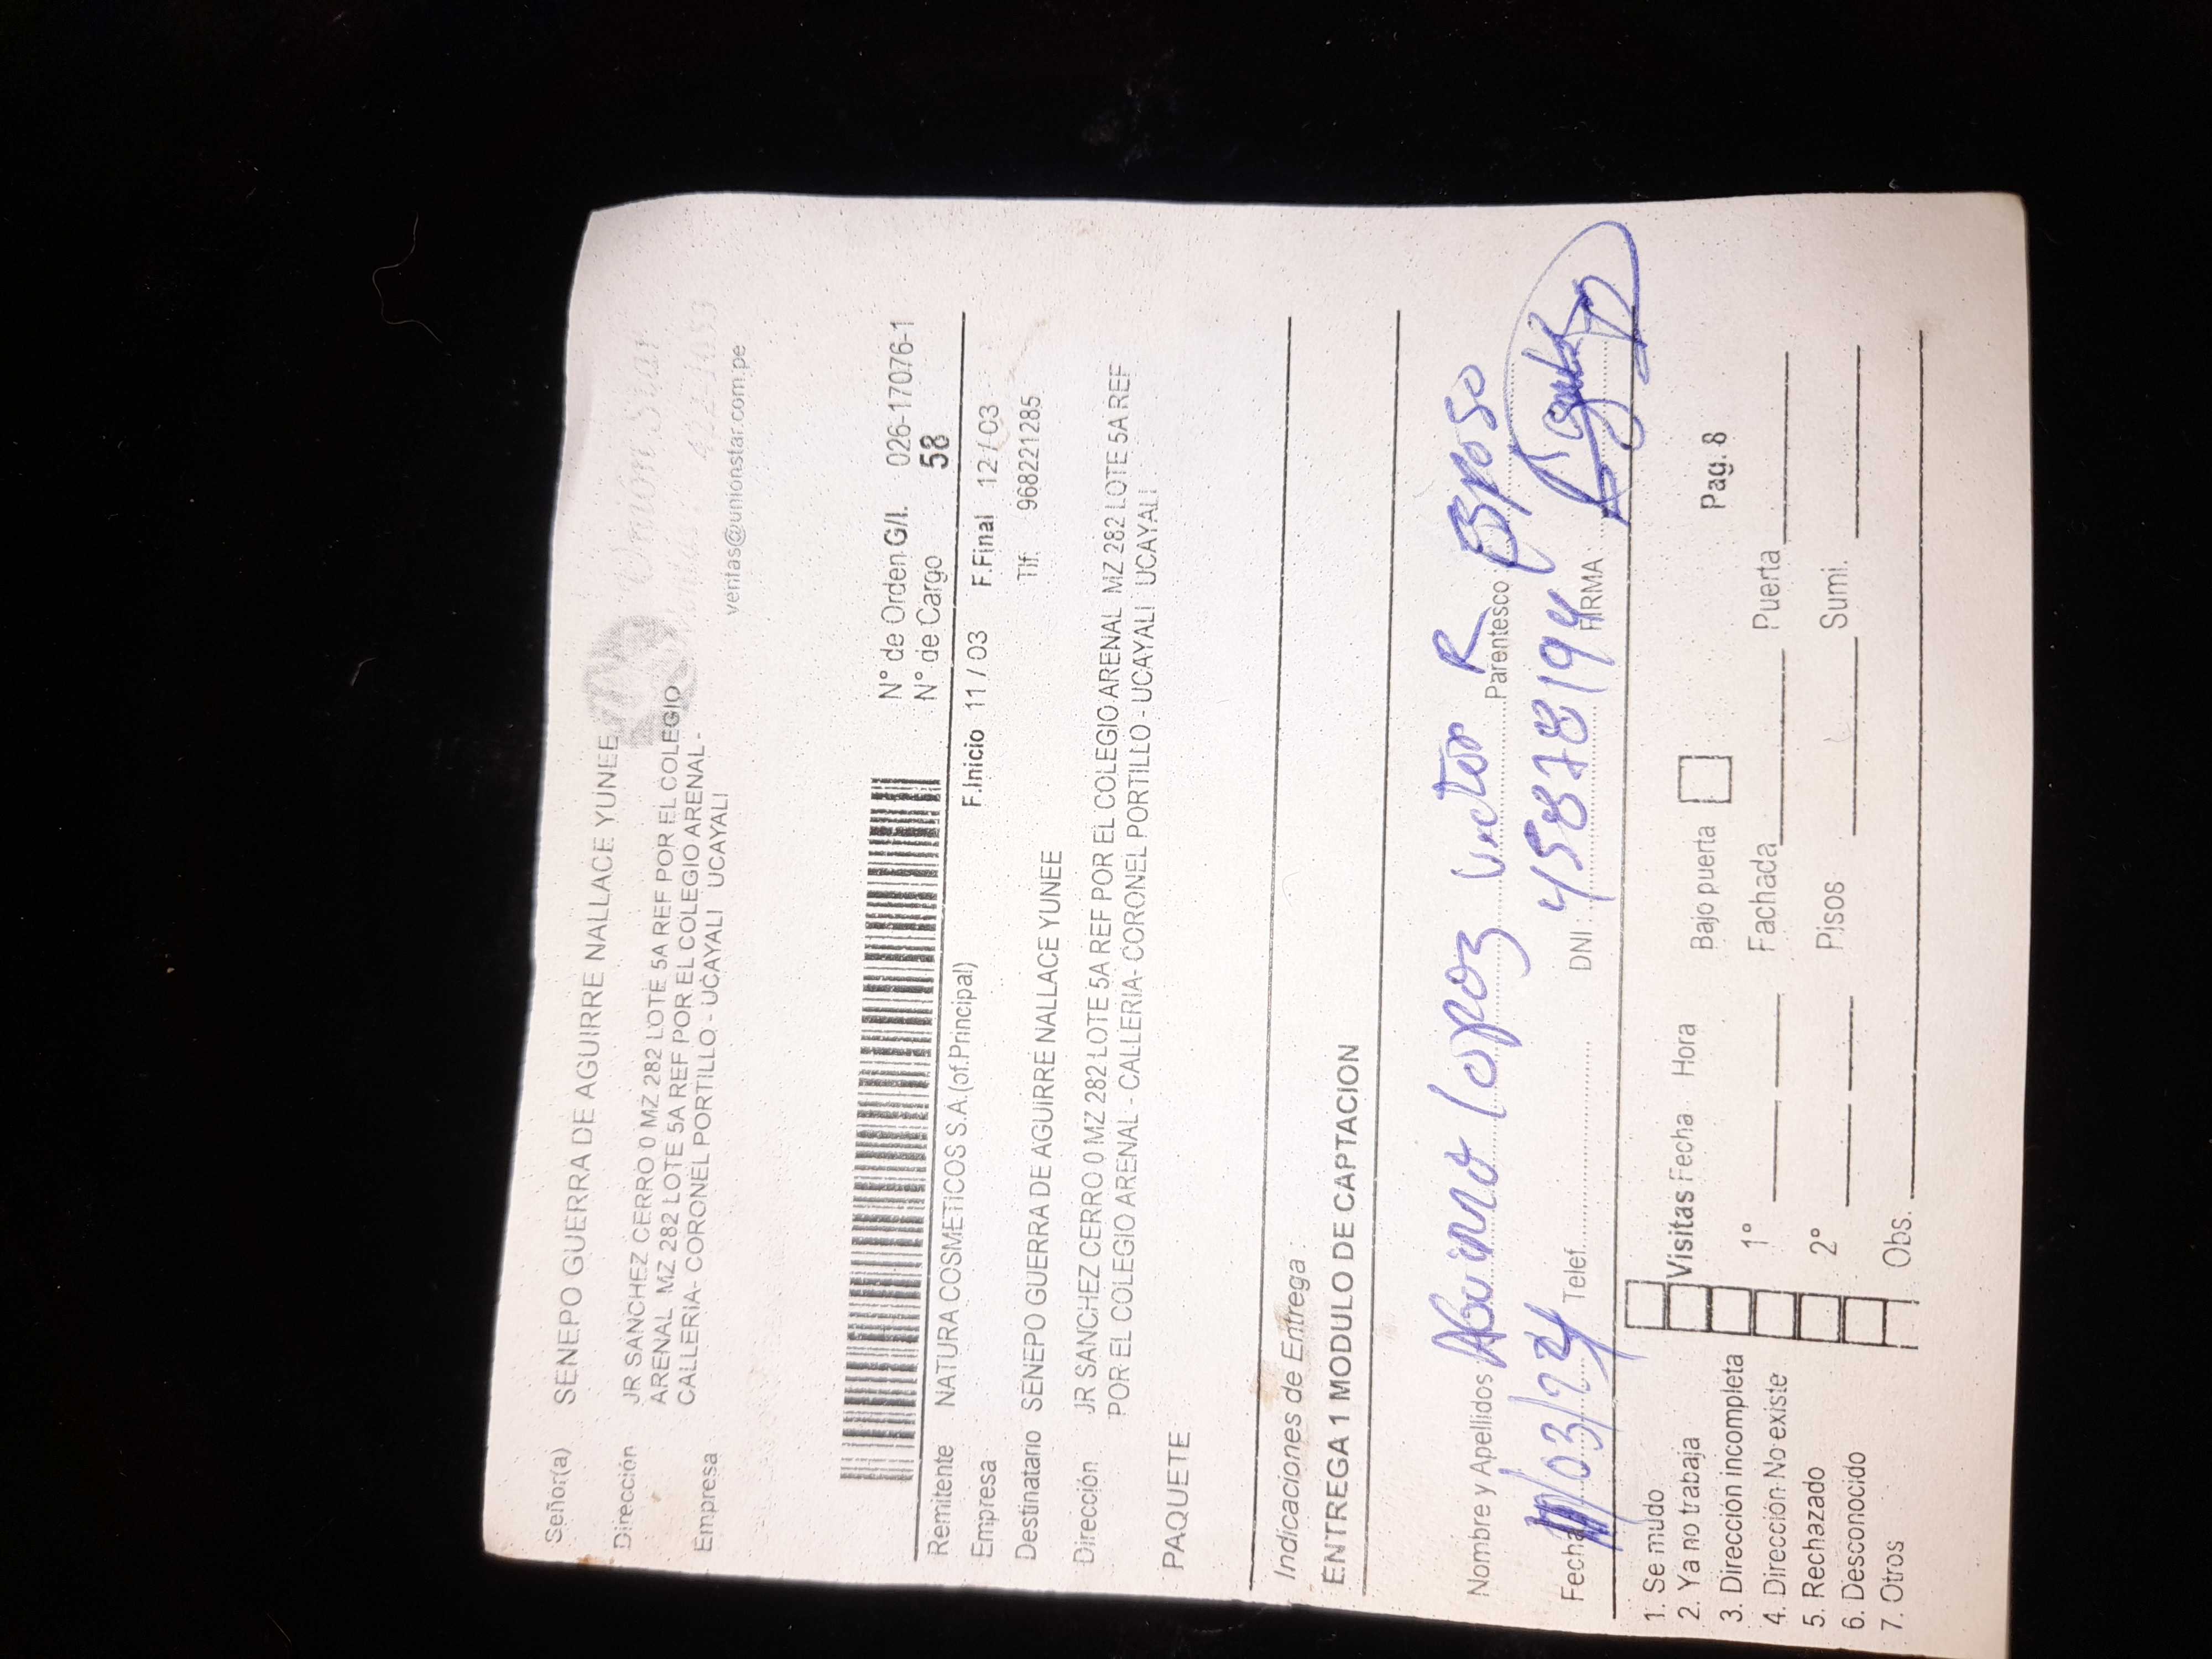 Señor(a) SENEPO GUERRA DE AGUIRRE NALLACE YUNEE
Dirección JR SANCHEZ CERRO 0 MZ 282 LOTE 5A REF POR EL COLEGIO
ARENAL MZ 282 LOTE 5A REF POR EL COLEGIO ARENAL -
CALLERIA- CORONEL PORTILLO - UCAYALI UCAYALI
Empresa
Union Star
ventas@unionstar.com.pe
N° de Orden G/I. 026-17076-1
N° de Cargo 58
Remitente NATURA COSMETICOS S.A.(of.Principal) F.Inicio 11 / 03 F.Final 12 / 03
Empresa
Destinatario SENEPO GUERRA DE AGUIRRE NALLACE YUNEE Tlf. 968221285
Dirección JR SANCHEZ CERRO 0 MZ 282 LOTE 5A REF POR EL COLEGIO ARENAL MZ 282 LOTE 5A REF
POR EL COLEGIO ARENAL - CALLERIA- CORONEL PORTILLO - UCAYALI UCAYALI
PAQUETE
Indicaciones de Entrega :
ENTREGA 1 MODULO DE CAPTACION
Nombre y Apellidos Lopez Victor R Parentesco Esposo
Fecha /03/24 Telef. DNI 45878194 FIRMA
1. Se mudo
2. Ya no trabaja Visitas Fecha Hora Bajo puerta Pag. 8
3. Dirección incompleta
4. Dirección No existe 1° Fachada Puerta
5. Rechazado
6. Desconocido 2° Pisos Sumi.
7. Otros Obs.